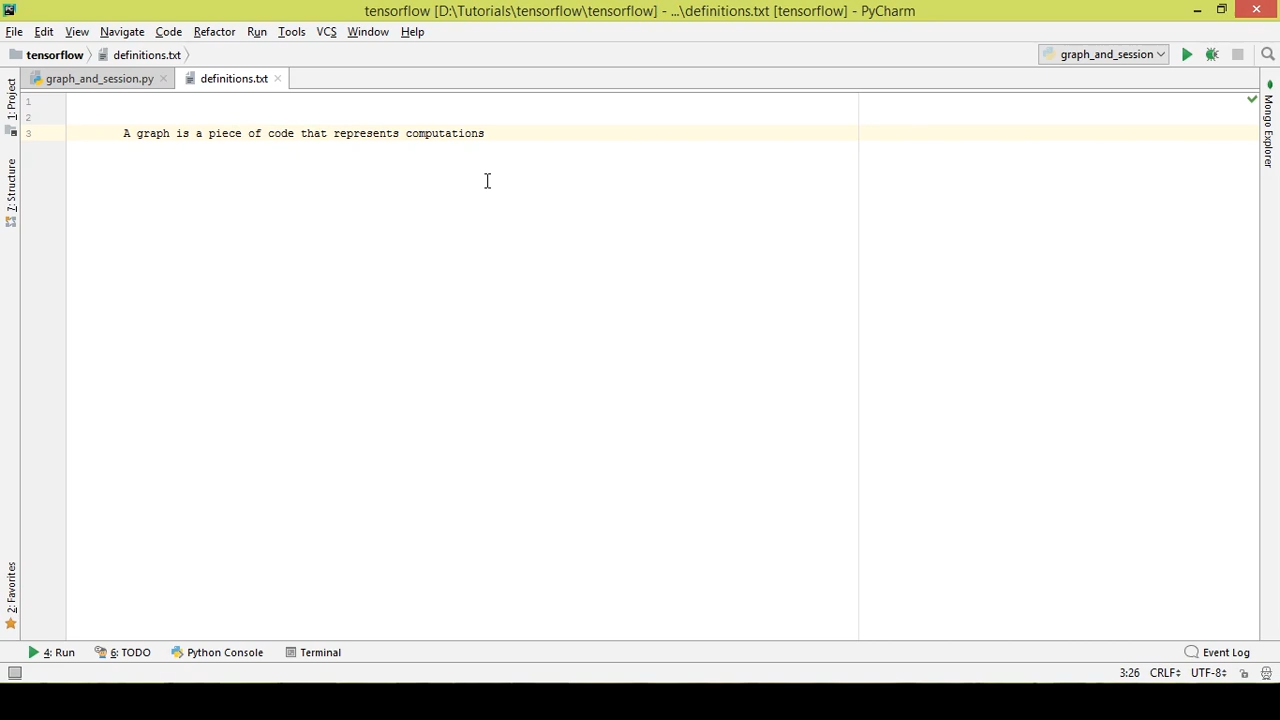 PC tensorflow [D:\Tutorials\tensorflow\tensorflow] - ...\definitions.txt [tensorflow] - PyCharm
File Edit View Navigate Code Refactor Run Tools VCS Window Help
tensorflow definitions.txt graph_and_session
graph_and_session.py definitions.txt
1
2
3 A graph is a piece of code that represents computations
1: Project
7: Structure
2: Favorites
Mongo Explorer
4: Run 6: TODO Python Console Terminal Event Log
3:26 CRLF UTF-8